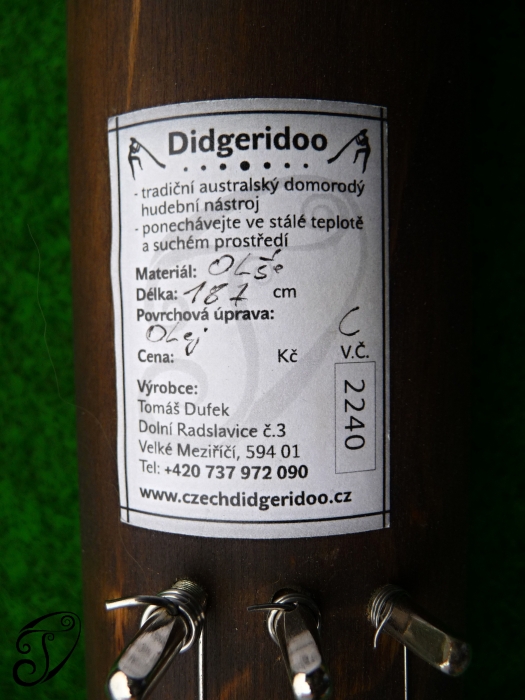 Didgeridoo
- tradiční australský domorodý
hudební nástroj
- ponechávejte ve stálé teplotě
a suchém prostředí
Materiál: OLŠe
Délka: 187 cm
Povrchová úprava:
OLej C
Cena: Kč V.Č.
2240
Výrobce:
Tomáš Dufek
Dolní Radslavice č.3
Velké Meziříčí, 594 01
Tel: +420 737 972 090
www.czechdidgeridoo.cz